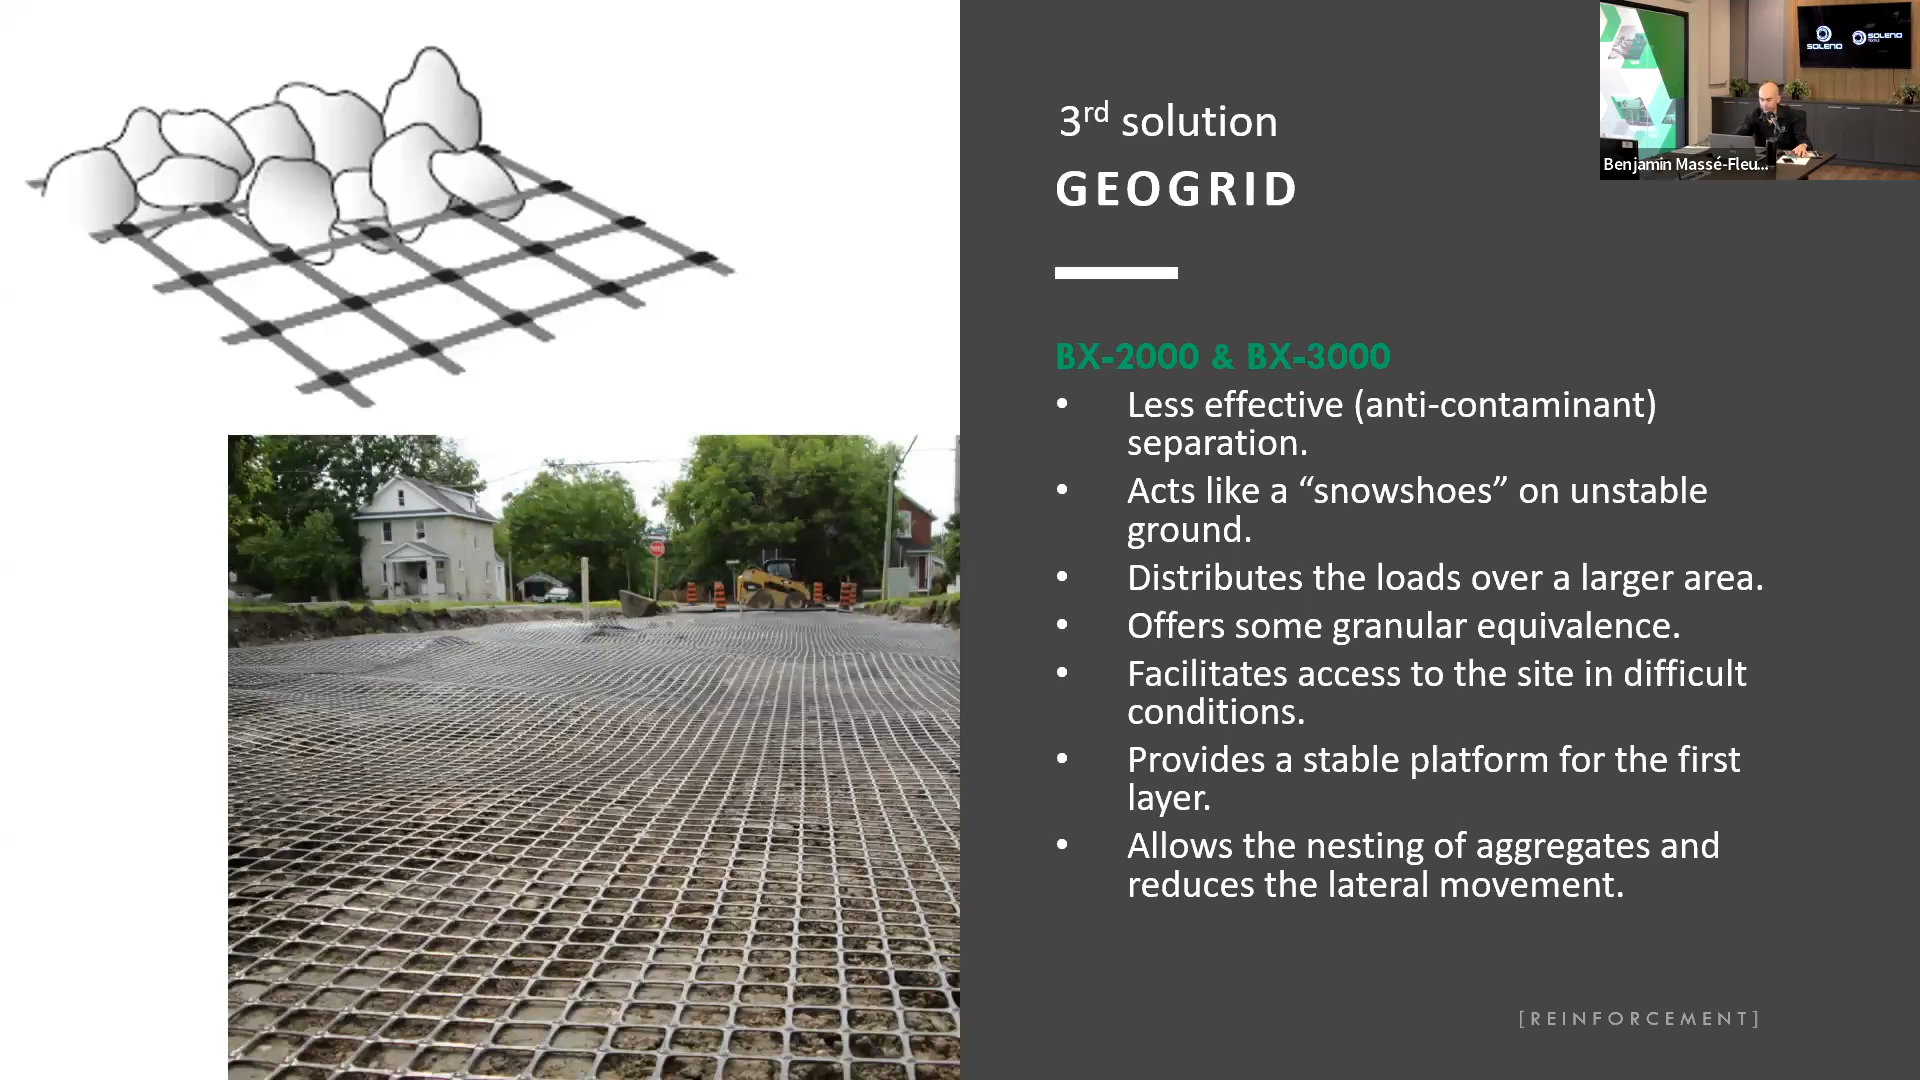 3rd solution
GEOGRID
BX-2000 & BX-3000
• Less effective (anti-contaminant)
separation.
• Acts like a “snowshoes” on unstable
ground.
• Distributes the loads over a larger area.
• Offers some granular equivalence.
• Facilitates access to the site in difficult
conditions.
• Provides a stable platform for the first
layer.
• Allows the nesting of aggregates and
reduces the lateral movement.
[REINFORCEMENT]
SOLENO
SOLENO
Benjamin Massé-Fleu...